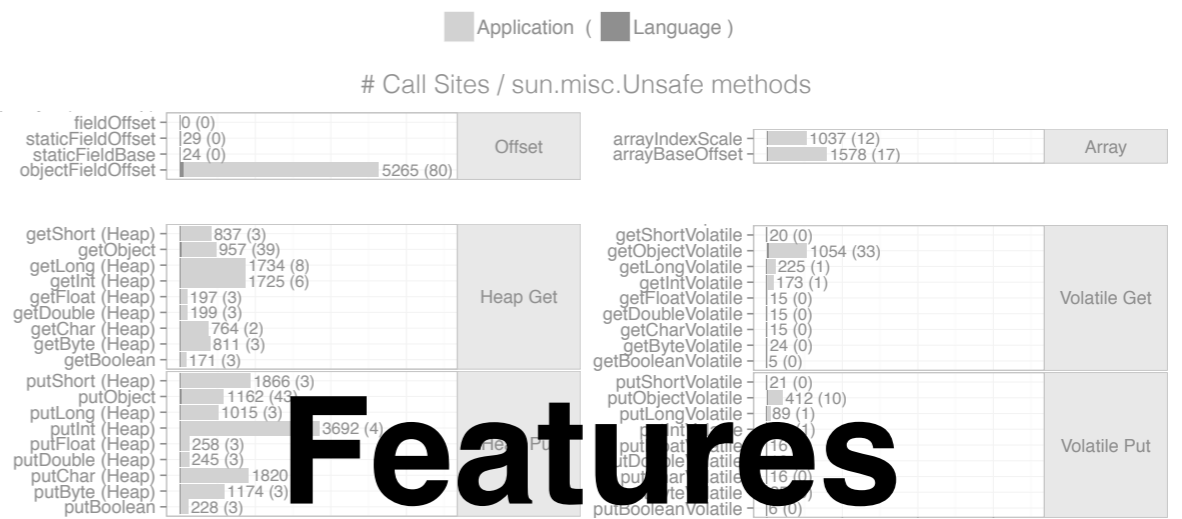 Application ( Language )
# Call Sites / sun.misc.Unsafe methods
fieldOffset 0 (0)
staticFieldOffset 29 (0)
staticFieldBase 24 (0)
objectFieldOffset 5265 (80)
Offset
arrayIndexScale 1037 (12)
arrayBaseOffset 1578 (17)
Array
getShort (Heap) 837 (3)
getObject 957 (39)
getLong (Heap) 1734 (8)
getInt (Heap) 1725 (6)
getFloat (Heap) 197 (3)
getDouble (Heap) 199 (3)
getChar (Heap) 764 (2)
getByte (Heap) 811 (3)
getBoolean 171 (3)
Heap Get
getShortVolatile 20 (0)
getObjectVolatile 1054 (33)
getLongVolatile 225 (1)
getIntVolatile 173 (1)
getFloatVolatile 15 (0)
getDoubleVolatile 15 (0)
getCharVolatile 15 (0)
getByteVolatile 24 (0)
getBooleanVolatile 5 (0)
Volatile Get
putShort (Heap) 1866 (3)
putObject 1162 (43)
putLong (Heap) 1015 (3)
putInt (Heap) 3692 (4)
putFloat (Heap) 258 (3)
putDouble (Heap) 245 (3)
putChar (Heap) 1820
putByte (Heap) 1174 (3)
putBoolean 228 (3)
putShortVolatile 21 (0)
putObjectVolatile 412 (10)
putLongVolatile 89 (1)
16
16 (0)
putBooleanVolatile 6 (0)
Volatile Put
Features